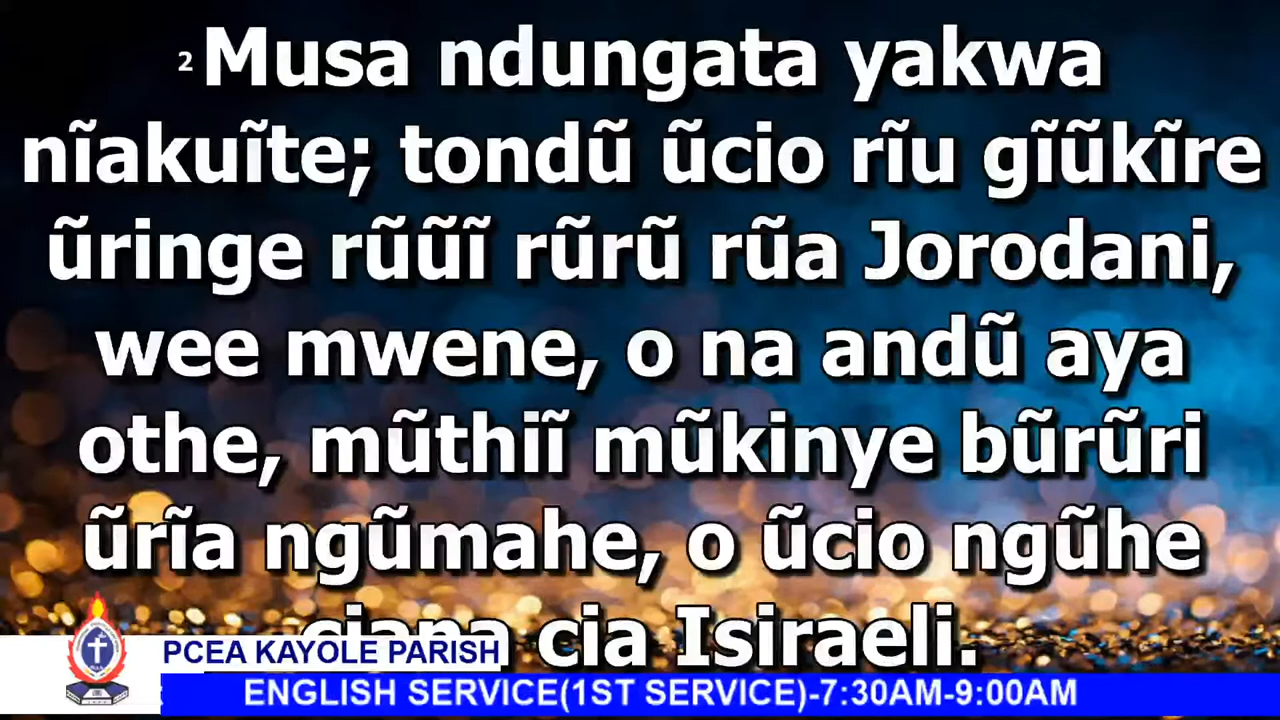 2 Musa ndungata yakwa
nĩakuĩte; tondũ ũcio rĩu gĩũkĩre
ũringe rũũĩ rũrũ rũa Jorodani,
wee mwene, o na andũ aya
othe, mũthiĩ mũkinye bũrũri
ũrĩa ngũmahe, o ũcio ngũhe
ciana cia Isiraeli.
PCEA KAYOLE PARISH
ENGLISH SERVICE(1ST SERVICE)-7:30AM-9:00AM